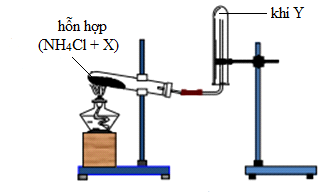 khí Y
hỗn hợp
(NH₄Cl + X)